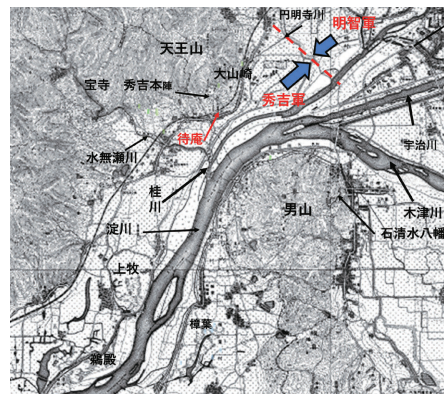 円明寺川
明智軍
天王山
大山崎
宝寺
秀吉本陣
秀吉軍
待庵
宇治川
水無瀬川
桂川
木津川
男山
淀川
石清水八幡
上牧
樟葉
鵜殿